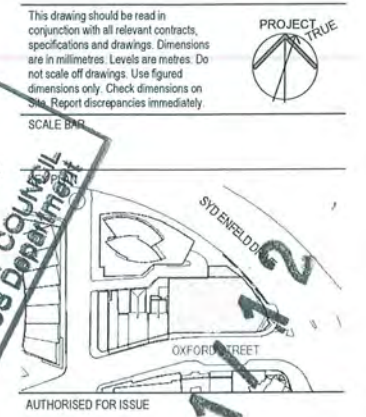 This drawing should be read in
conjunction with all relevant contracts,
specifications and drawings. Dimensions
are in millimetres. Levels are metres. Do
not scale off drawings. Use figured
dimensions only. Check dimensions on
Site. Report discrepancies immediately.
PROJECT
TRUE
SCALE BAR
COUNCIL
Department
SYD ENFELD
OXFORD STREET
AUTHORISED FOR ISSUE